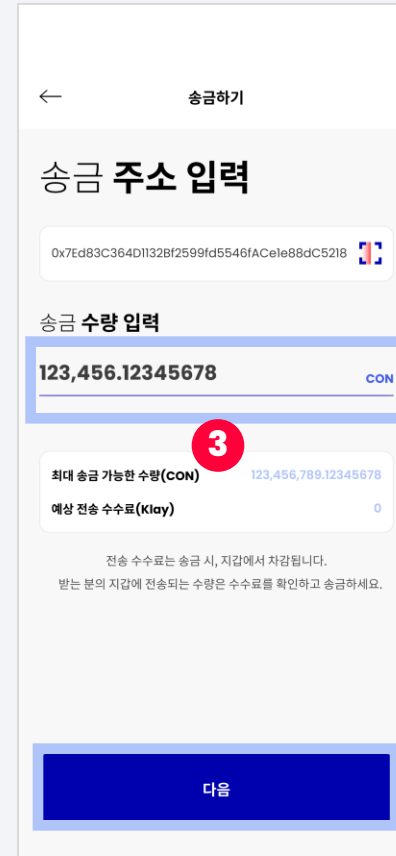 송금하기
송금 주소 입력
0x7Ed83C364D1132Bf2599fd5546fACe1e88dC5218
송금 수량 입력
123,456.12345678 CON
3
최대 송금 가능한 수량(CON) 123,456,789.12345678
예상 전송 수수료(Klay) 0
전송 수수료는 송금 시, 지갑에서 차감됩니다.
받는 분의 지갑에 전송되는 수량은 수수료를 확인하고 송금하세요.
다음